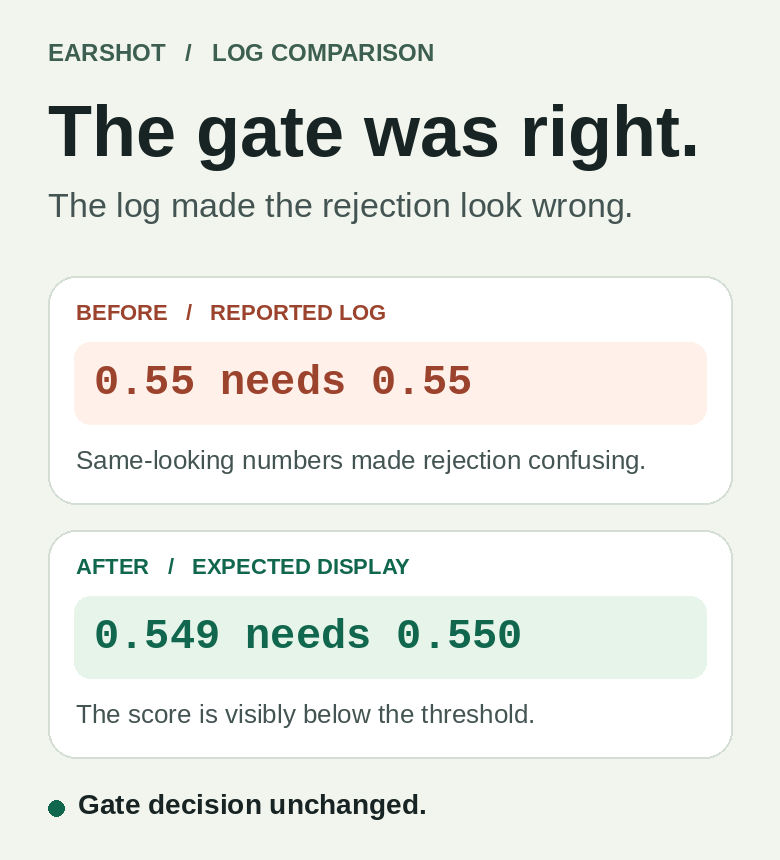 EARSHOT / LOG COMPARISON
The gate was right.
The log made the rejection look wrong.
BEFORE / REPORTED LOG
0.55 needs 0.55
Same-looking numbers made rejection confusing.
AFTER / EXPECTED DISPLAY
0.549 needs 0.550
The score is visibly below the threshold.
Gate decision unchanged.